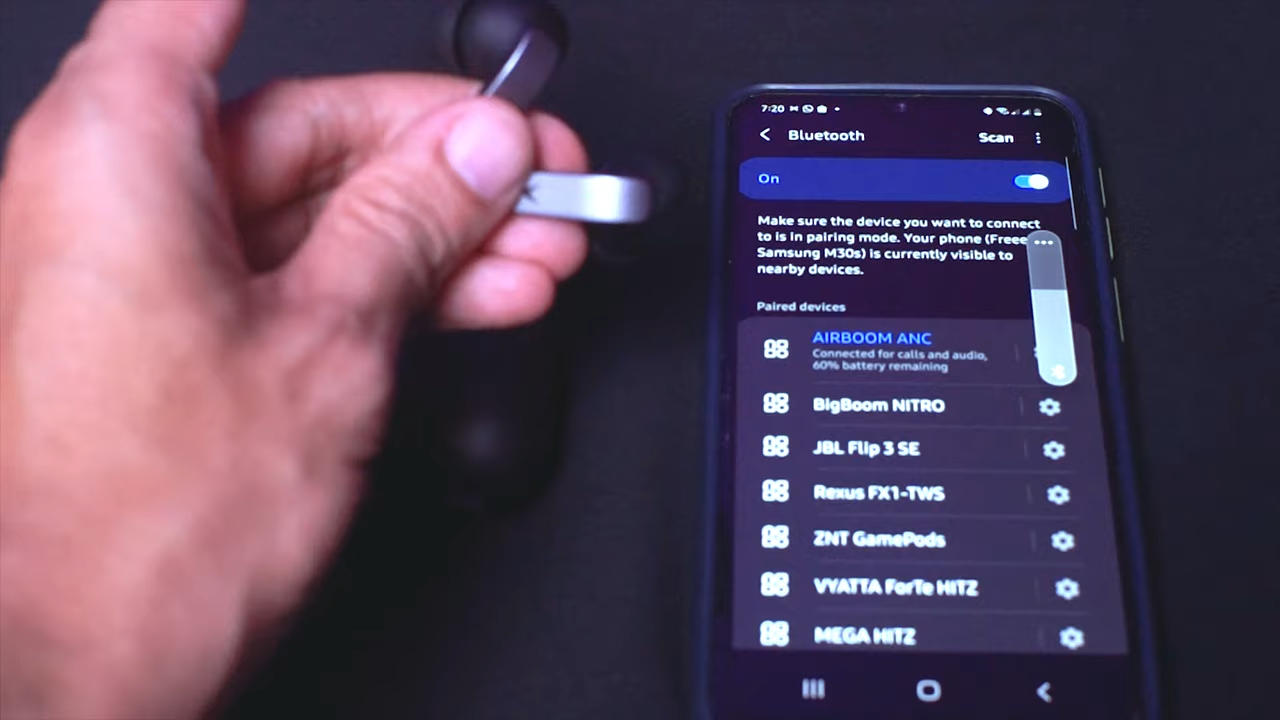 7:20
Bluetooth
Scan
On
Make sure the device you want to connect
to is in pairing mode. Your phone (Freee
Samsung M30s) is currently visible to
nearby devices.
Paired devices
AIRBOOM ANC
Connected for calls and audio,
60% battery remaining
BigBoom NITRO
JBL Flip 3 SE
Rexus FX1-TWS
ZNT GamePods
VYATTA ForTe HITZ
MEGA HITZ